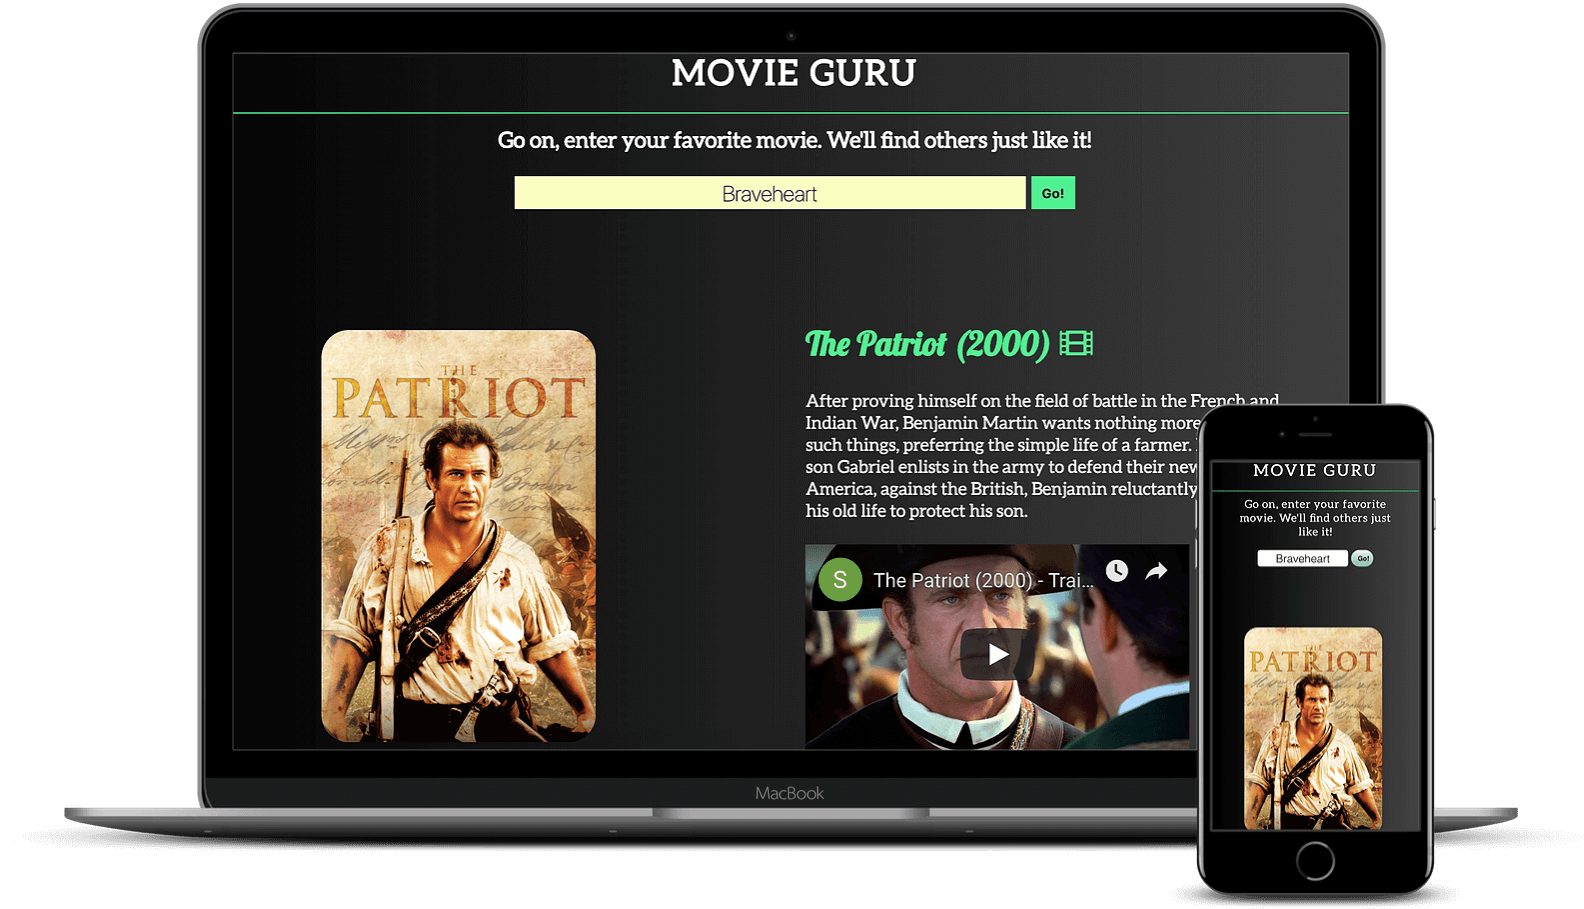 MOVIE GURU
Go on, enter your favorite movie. We'll find others just like it!
Braveheart
Go!
THE
PATRIOT
The Patriot (2000)
After proving himself on the field of battle in the French and
Indian War, Benjamin Martin wants nothing more
such things, preferring the simple life of a farmer.
son Gabriel enlists in the army to defend their new
America, against the British, Benjamin reluctantly
his old life to protect his son.
S
The Patriot (2000) - Trai...
MacBook
MOVIE GURU
Go on, enter your favorite
movie. We'll find others just
like it!
Braveheart
Go!
THE
PATRIOT